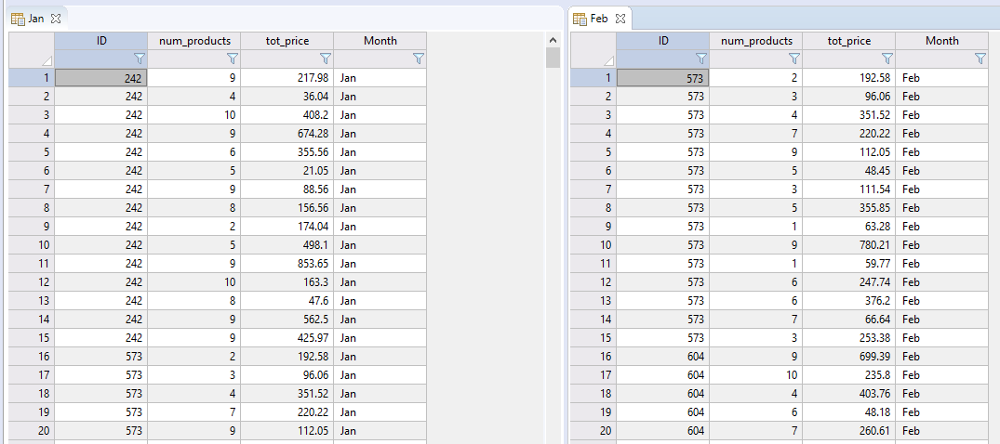 Jan
ID num_products tot_price Month
1 242 9 217.98 Jan
2 242 4 36.04 Jan
3 242 10 408.2 Jan
4 242 9 674.28 Jan
5 242 6 355.56 Jan
6 242 5 21.05 Jan
7 242 9 88.56 Jan
8 242 8 156.56 Jan
9 242 2 174.04 Jan
10 242 5 498.1 Jan
11 242 9 853.65 Jan
12 242 10 163.3 Jan
13 242 8 47.6 Jan
14 242 9 562.5 Jan
15 242 9 425.97 Jan
16 573 2 192.58 Jan
17 573 3 96.06 Jan
18 573 4 351.52 Jan
19 573 7 220.22 Jan
20 573 9 112.05 Jan
Feb
ID num_products tot_price Month
1 573 2 192.58 Feb
2 573 3 96.06 Feb
3 573 4 351.52 Feb
4 573 7 220.22 Feb
5 573 9 112.05 Feb
6 573 5 48.45 Feb
7 573 3 111.54 Feb
8 573 5 355.85 Feb
9 573 1 63.28 Feb
10 573 9 780.21 Feb
11 573 1 59.77 Feb
12 573 6 247.74 Feb
13 573 6 376.2 Feb
14 573 7 66.64 Feb
15 573 3 253.38 Feb
16 604 9 699.39 Feb
17 604 10 235.8 Feb
18 604 4 403.76 Feb
19 604 6 48.18 Feb
20 604 7 260.61 Feb